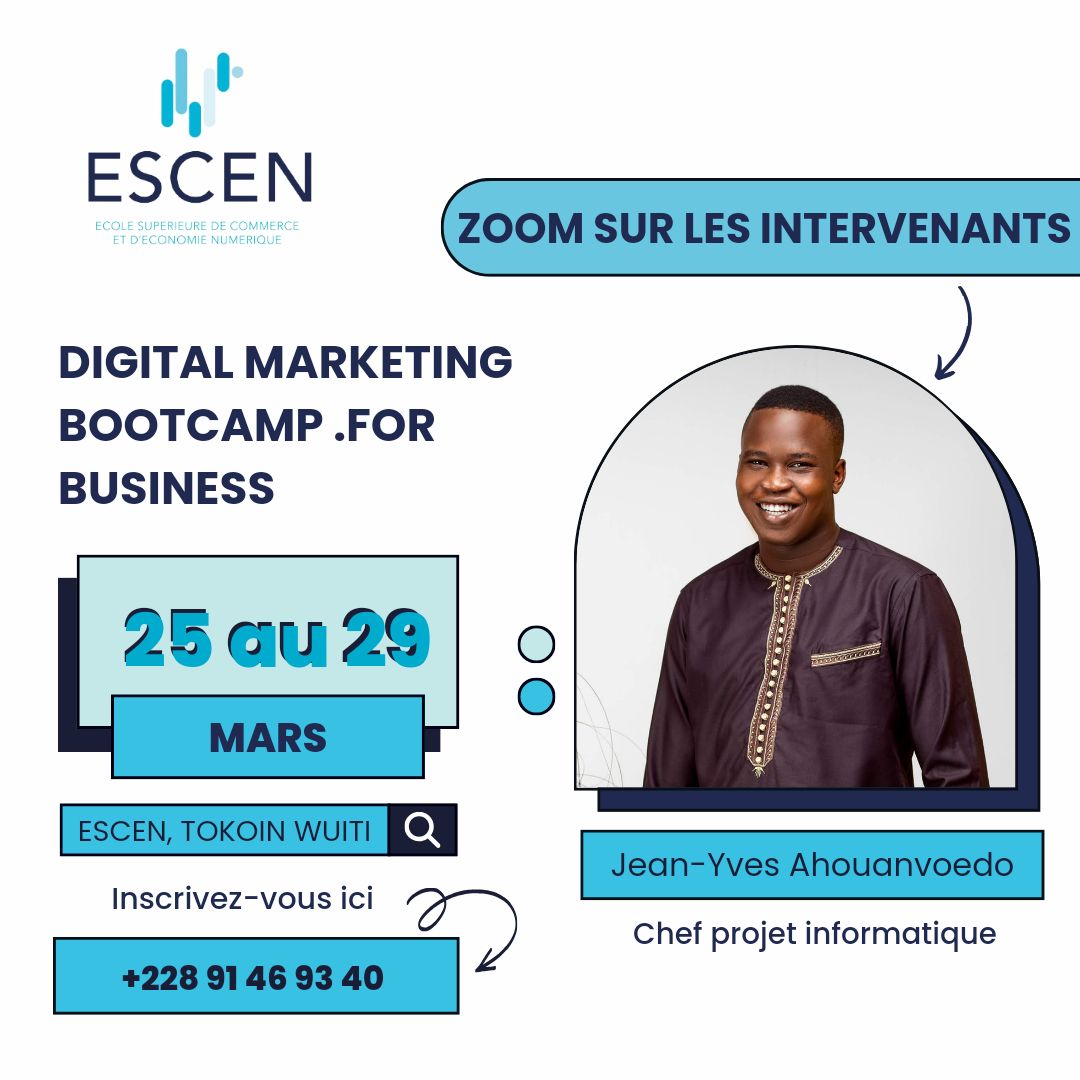 ESCEN
ECOLE SUPERIEURE DE COMMERCE
ET D'ECONOMIE NUMERIQUE
ZOOM SUR LES INTERVENANTS
DIGITAL MARKETING
BOOTCAMP .FOR
BUSINESS
25 au 29
MARS
ESCEN, TOKOIN WUITI
Inscrivez-vous ici
+228 91 46 93 40
Jean-Yves Ahouanvoedo
Chef projet informatique